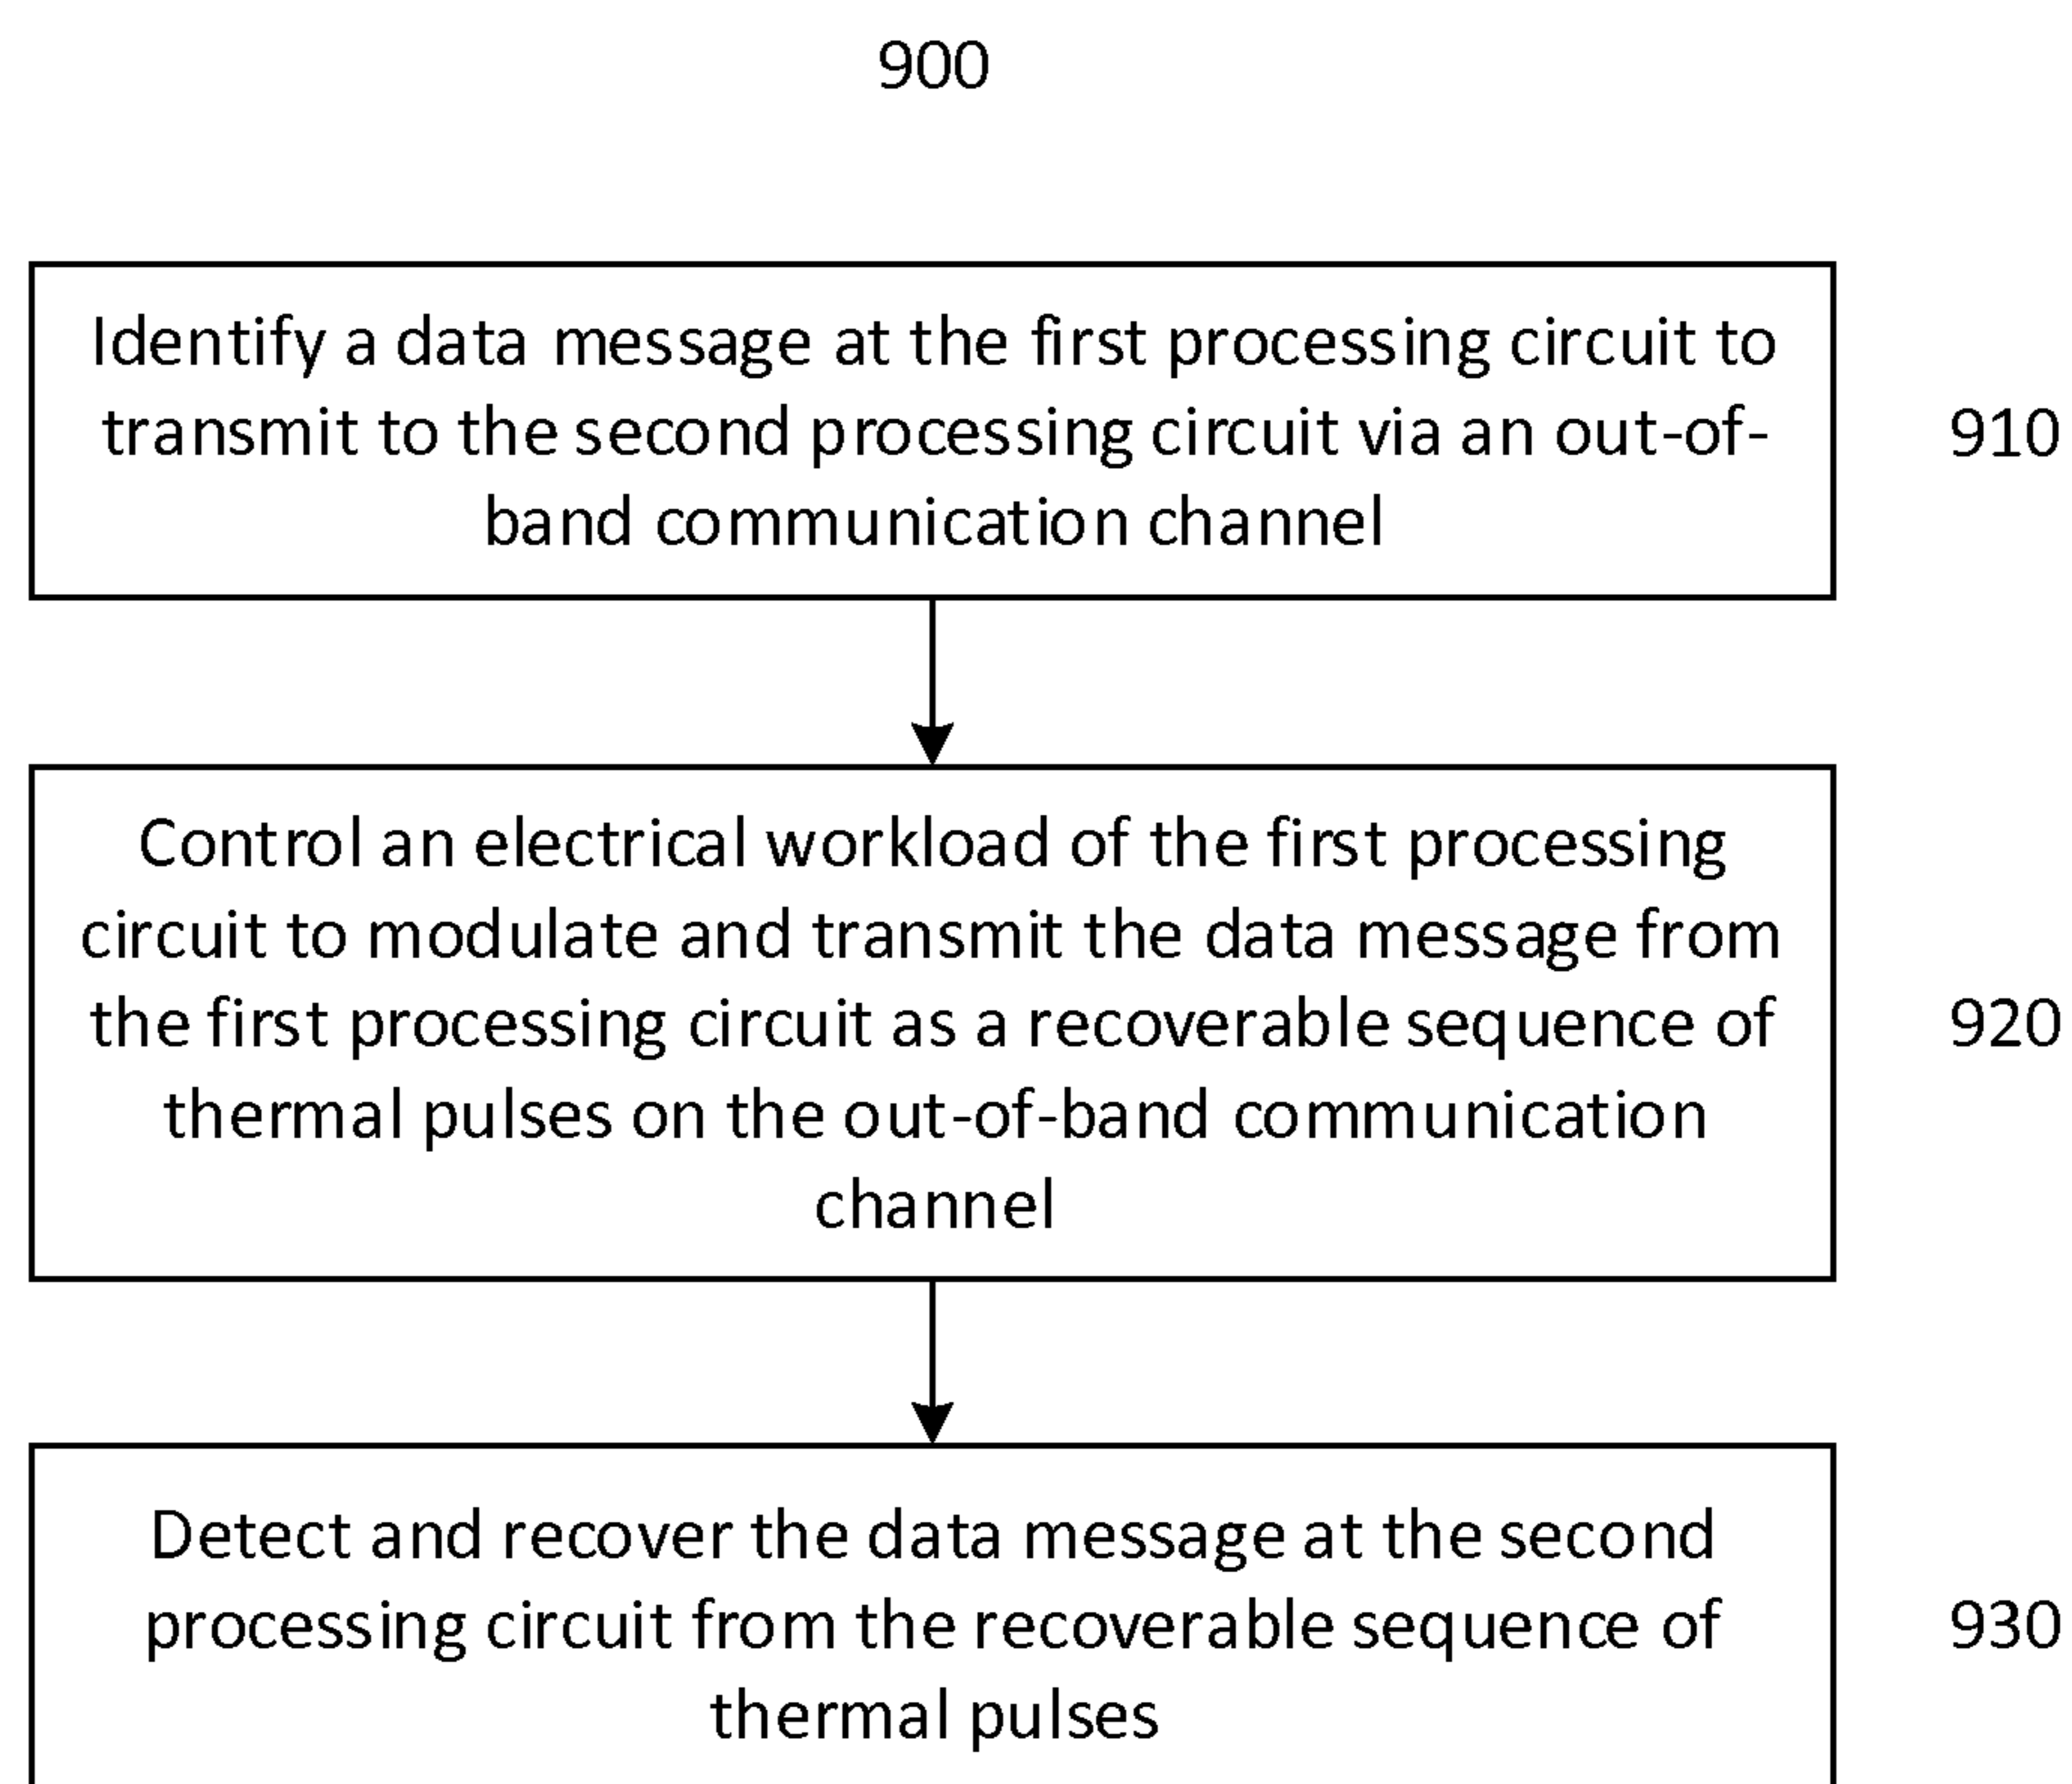 900
Identify a data message at the first processing circuit to
transmit to the second processing circuit via an out-of-
band communication channel
910
Control an electrical workload of the first processing
circuit to modulate and transmit the data message from
the first processing circuit as a recoverable sequence of
thermal pulses on the out-of-band communication
channel
920
Detect and recover the data message at the second
processing circuit from the recoverable sequence of
thermal pulses
930